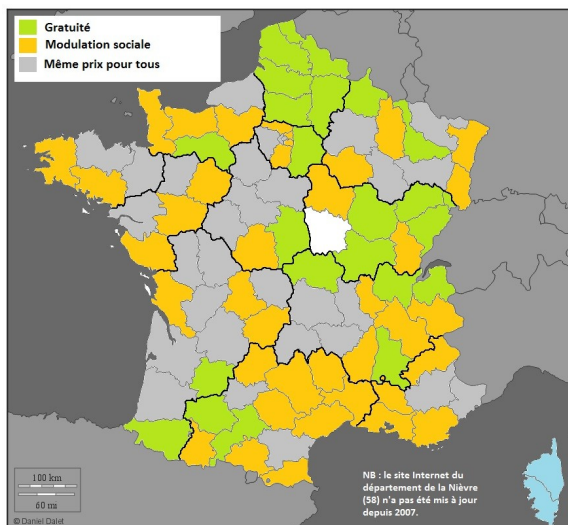 Gratuité
Modulation sociale
Même prix pour tous
100 km
60 mi
© Daniel Dalet
NB : le site Internet du
département de la Nièvre
(58) n'a pas été mis à jour
depuis 2007.